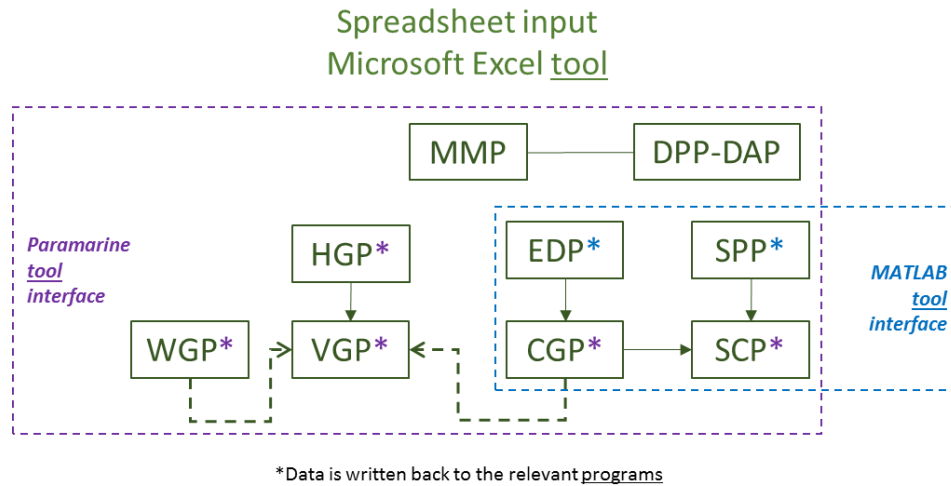 Spreadsheet input
Microsoft Excel tool
MMP
DPP-DAP
Paramarine
tool
interface
HGP*
EDP*
SPP*
MATLAB
tool
interface
WGP*
VGP*
CGP*
SCP*
*Data is written back to the relevant programs